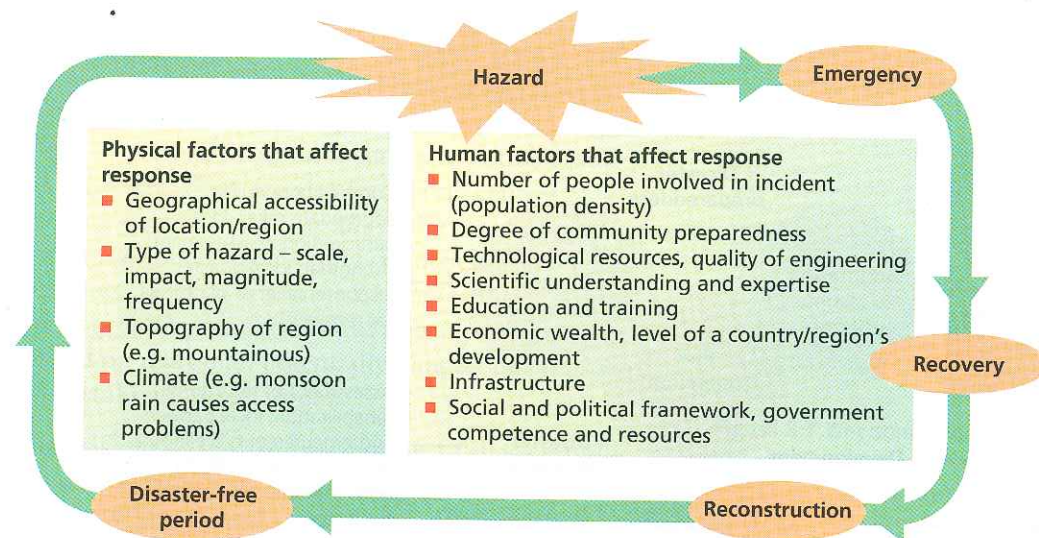 Hazard
Emergency
Physical factors that affect
response
■ Geographical accessibility
of location/region
■ Type of hazard – scale,
impact, magnitude,
frequency
■ Topography of region
(e.g. mountainous)
■ Climate (e.g. monsoon
rain causes access
problems)
Human factors that affect response
■ Number of people involved in incident
(population density)
■ Degree of community preparedness
■ Technological resources, quality of engineering
■ Scientific understanding and expertise
■ Education and training
■ Economic wealth, level of a country/region's
development
■ Infrastructure
■ Social and political framework, government
competence and resources
Recovery
Reconstruction
Disaster-free
period